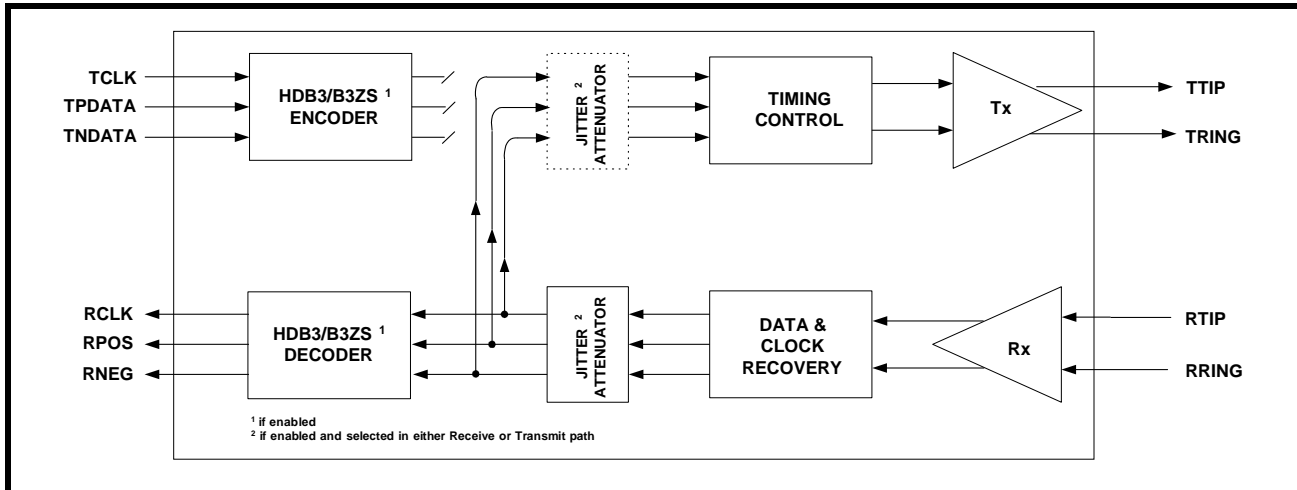 TCLK
TPDATA
TNDATA
HDB3/B3ZS 1
ENCODER
JITTER 2
ATTENUATOR
TIMING
CONTROL
Tx
TTIP
TRING
RCLK
RPOS
RNEG
HDB3/B3ZS 1
DECODER
JITTER 2
ATTENUATOR
DATA &
CLOCK
RECOVERY
Rx
RTIP
RRING
1 if enabled
2 if enabled and selected in either Receive or Transmit path